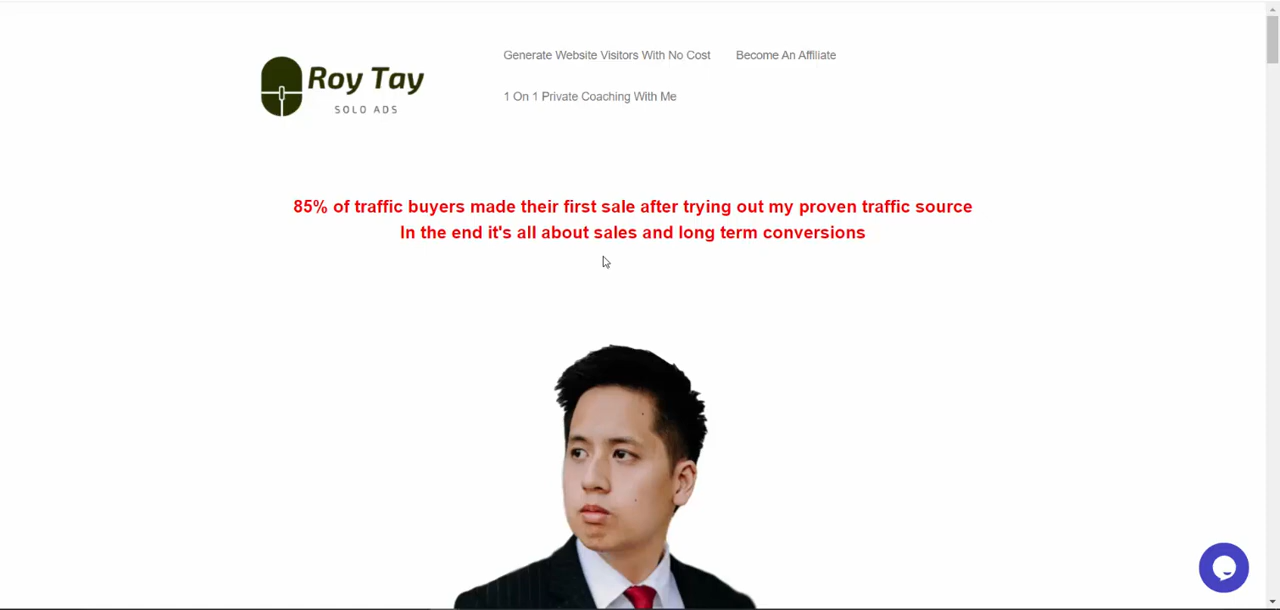 Roy Tay
SOLO ADS
Generate Website Visitors With No Cost
Become An Affiliate
1 On 1 Private Coaching With Me
85% of traffic buyers made their first sale after trying out my proven traffic source
In the end it's all about sales and long term conversions